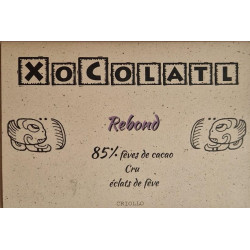 XOCOLATL
Rebond
85% fèves de cacao
Cru
éclats de fève
CRIOLLO